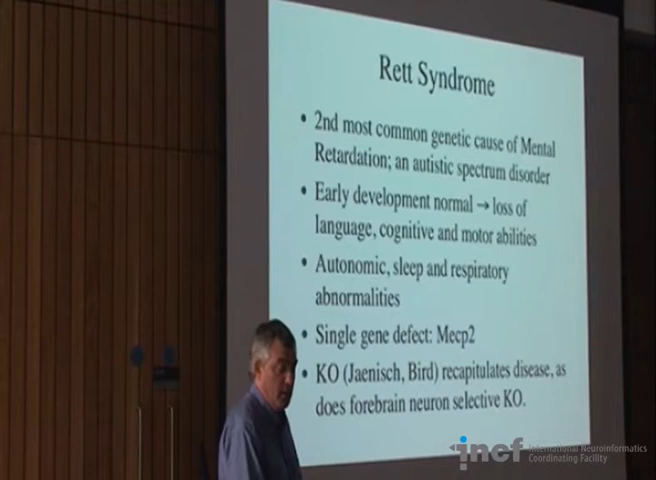 Rett Syndrome
• 2nd most common genetic cause of Mental
Retardation; an autistic spectrum disorder
• Early development normal → loss of
language, cognitive and motor abilities
• Autonomic, sleep and respiratory
abnormalities
• Single gene defect: Mecp2
• KO (Jaenisch, Bird) recapitulates disease, as
does forebrain neuron selective KO.
incf International Neuroinformatics
Coordinating Facility